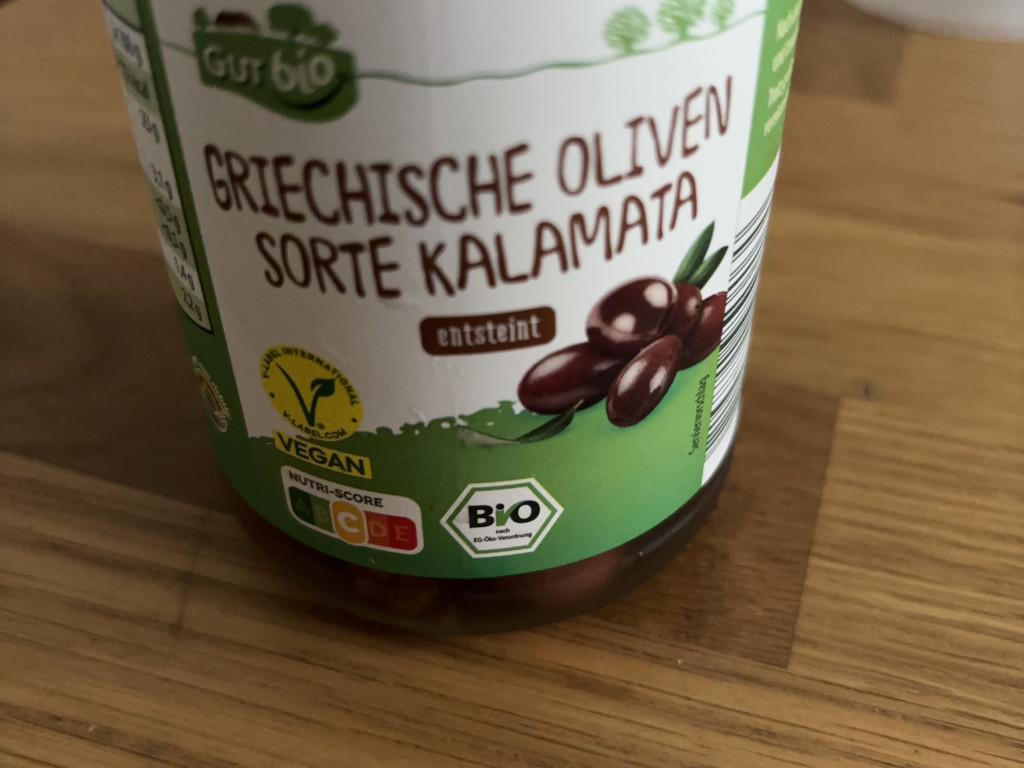 GUT bio
GRIECHISCHE OLIVEN
SORTE KALAMATA
entsteint
V-LABEL INTERNATIONAL
V-LABEL.COM
VEGAN
NUTRI-SCORE
A B C D E
BiO
nach
EG-Öko-Verordnung
Serviervorschlag